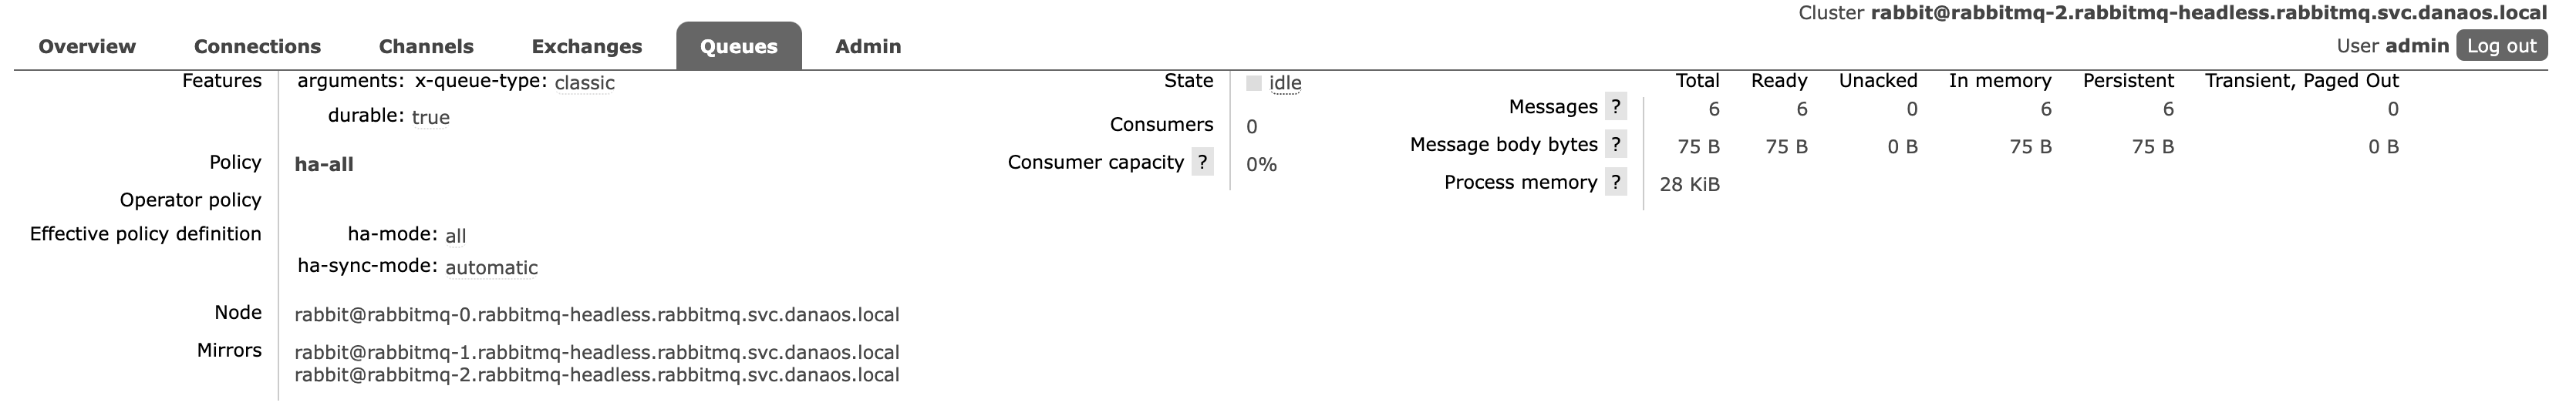 Cluster rabbit@rabbitmq-2.rabbitmq-headless.rabbitmq.svc.danaos.local
Overview Connections Channels Exchanges Queues Admin
User admin Log out
Features arguments: x-queue-type: classic
durable: true
Policy ha-all
Operator policy
Effective policy definition ha-mode: all
ha-sync-mode: automatic
Node rabbit@rabbitmq-0.rabbitmq-headless.rabbitmq.svc.danaos.local
Mirrors rabbit@rabbitmq-1.rabbitmq-headless.rabbitmq.svc.danaos.local
rabbit@rabbitmq-2.rabbitmq-headless.rabbitmq.svc.danaos.local
State idle
Consumers 0
Consumer capacity ? 0%
Total Ready Unacked In memory Persistent Transient, Paged Out
Messages ? 6 6 0 6 6 0
Message body bytes ? 75 B 75 B 0 B 75 B 75 B 0 B
Process memory ? 28 KiB